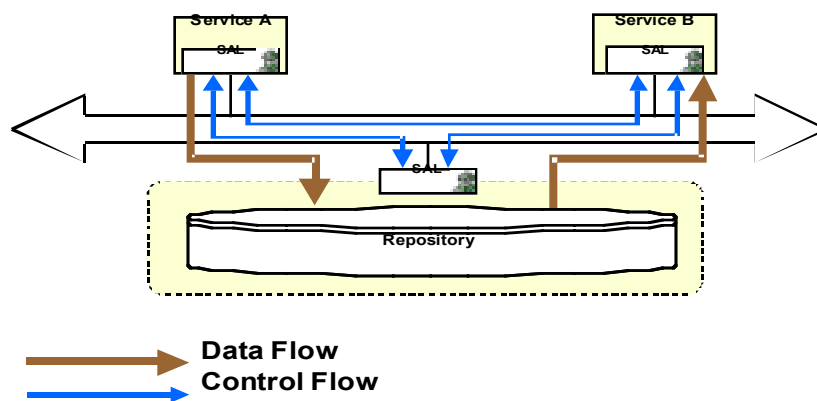 Service A
Service B
SAL
SAL
SAL
Repository
Data Flow
Control Flow